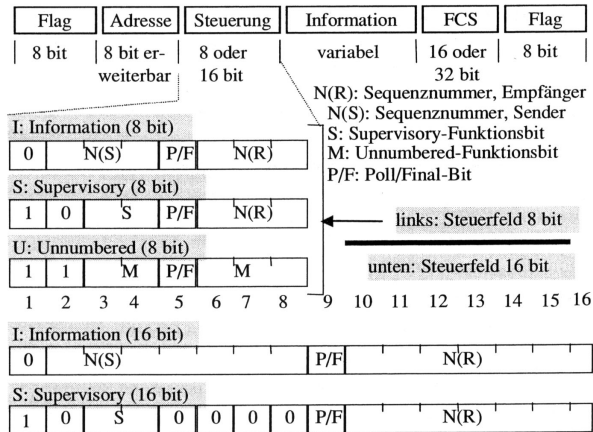 Flag Adresse Steuerung Information FCS Flag
8 bit 8 bit er- 8 oder variabel 16 oder 8 bit
weiterbar 16 bit 32 bit
N(R): Sequenznummer, Empfänger
N(S): Sequenznummer, Sender
S: Supervisory-Funktionsbit
M: Unnumbered-Funktionsbit
P/F: Poll/Final-Bit
I: Information (8 bit)
0 N(S) P/F N(R)
S: Supervisory (8 bit)
1 0 S P/F N(R)
links: Steuerfeld 8 bit
unten: Steuerfeld 16 bit
U: Unnumbered (8 bit)
1 1 M P/F M
1 2 3 4 5 6 7 8 9 10 11 12 13 14 15 16
I: Information (16 bit)
0 N(S) P/F N(R)
S: Supervisory (16 bit)
1 0 S 0 0 0 0 P/F N(R)